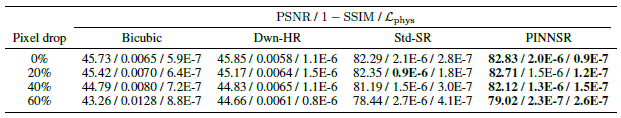 PSNR / 1 − SSIM / ℒphys
Pixel drop Bicubic Dwn-HR Std-SR PINNSR
0% 45.73 / 0.0065 / 5.9E-7 45.85 / 0.0058 / 1.1E-6 82.29 / 2.1E-6 / 2.8E-7 82.83 / 2.0E-6 / 0.9E-7
20% 45.42 / 0.0070 / 6.4E-7 45.17 / 0.0064 / 1.5E-6 82.35 / 0.9E-6 / 1.8E-7 82.71 / 1.5E-6 / 1.2E-7
40% 44.79 / 0.0080 / 7.2E-7 44.83 / 0.0065 / 1.1E-6 81.19 / 1.5E-6 / 3.0E-7 82.12 / 1.3E-6 / 1.5E-7
60% 43.26 / 0.0128 / 8.8E-7 44.66 / 0.0061 / 0.8E-6 78.44 / 2.7E-6 / 4.1E-7 79.02 / 2.3E-7 / 2.6E-7